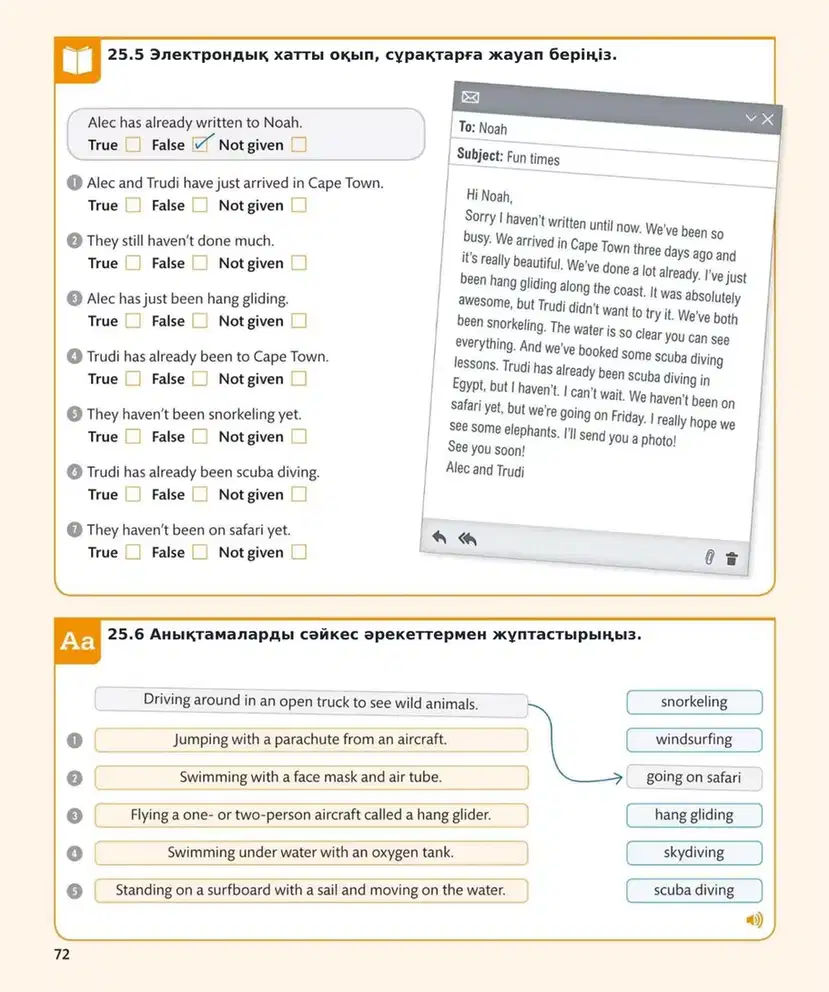 25.5 Электрондық хатты оқып, сұрақтарға жауап беріңіз.
Alec has already written to Noah.
True False Not given
1 Alec and Trudi have just arrived in Cape Town.
True False Not given
2 They still haven't done much.
True False Not given
3 Alec has just been hang gliding.
True False Not given
4 Trudi has already been to Cape Town.
True False Not given
5 They haven't been snorkeling yet.
True False Not given
6 Trudi has already been scuba diving.
True False Not given
7 They haven't been on safari yet.
True False Not given
To: Noah
Subject: Fun times
Hi Noah,
Sorry I haven't written until now. We've been so
busy. We arrived in Cape Town three days ago and
it's really beautiful. We've done a lot already. I've just
been hang gliding along the coast. It was absolutely
awesome, but Trudi didn't want to try it. We've both
been snorkeling. The water is so clear you can see
everything. And we've booked some scuba diving
lessons. Trudi has already been scuba diving in
Egypt, but I haven't. I can't wait. We haven't been on
safari yet, but we're going on Friday. I really hope we
see some elephants. I'll send you a photo!
See you soon!
Alec and Trudi
Aa
25.6 Анықтамаларды сәйкес әрекеттермен жұптастырыңыз.
Driving around in an open truck to see wild animals.
1 Jumping with a parachute from an aircraft.
2 Swimming with a face mask and air tube.
3 Flying a one- or two-person aircraft called a hang glider.
4 Swimming under water with an oxygen tank.
5 Standing on a surfboard with a sail and moving on the water.
snorkeling
windsurfing
going on safari
hang gliding
skydiving
scuba diving
72